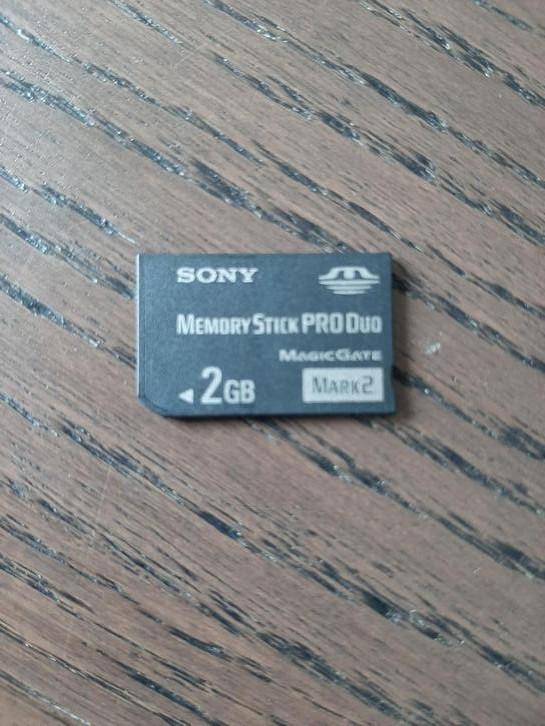 SONY
MEMORY STICK PRO DUO
MAGICGATE
2GB
MARK2